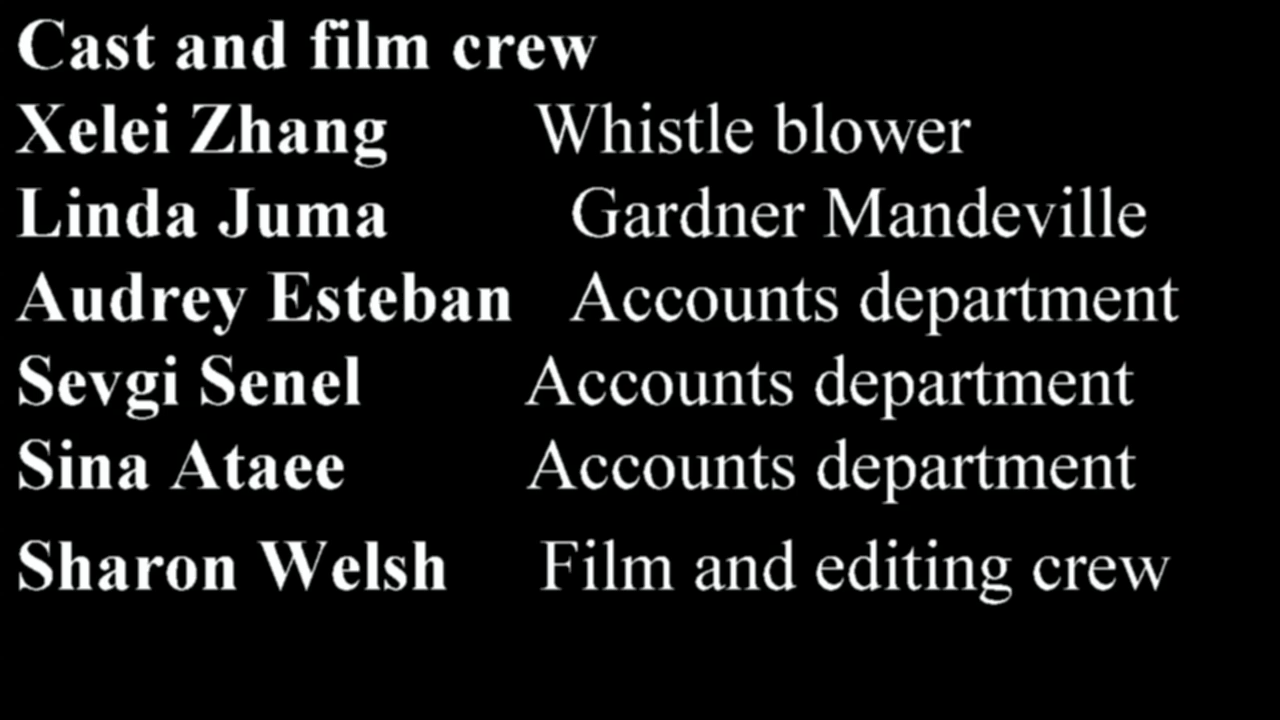 Cast and film crew
Xelei Zhang Whistle blower
Linda Juma Gardner Mandeville
Audrey Esteban Accounts department
Sevgi Senel Accounts department
Sina Ataee Accounts department
Sharon Welsh Film and editing crew